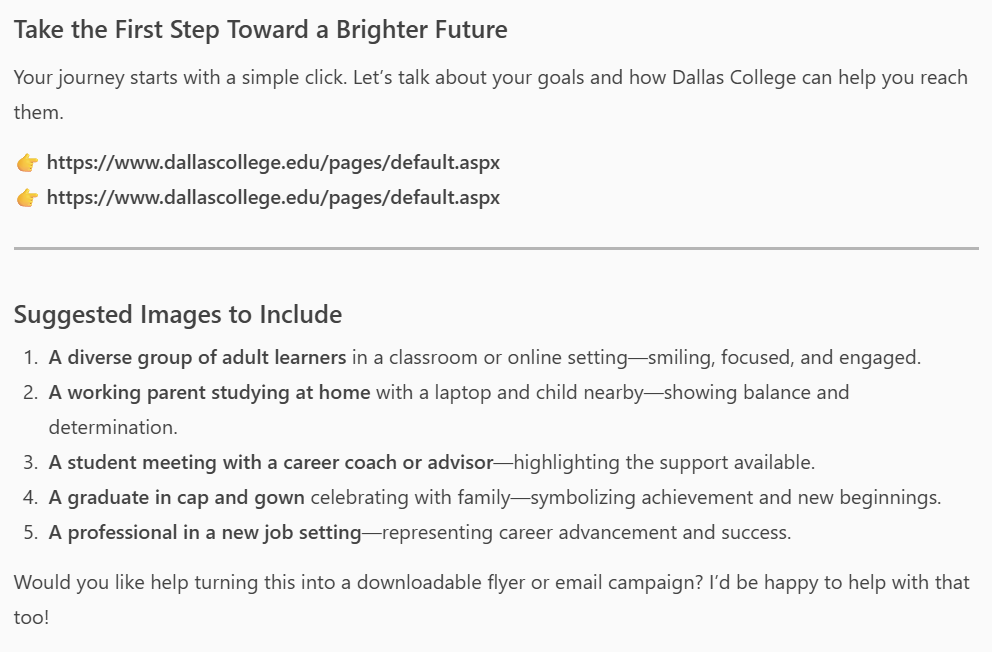 Take the First Step Toward a Brighter Future
Your journey starts with a simple click. Let’s talk about your goals and how Dallas College can help you reach
them.
👉 https://www.dallascollege.edu/pages/default.aspx
👉 https://www.dallascollege.edu/pages/default.aspx
Suggested Images to Include
1. A diverse group of adult learners in a classroom or online setting—smiling, focused, and engaged.
2. A working parent studying at home with a laptop and child nearby—showing balance and
determination.
3. A student meeting with a career coach or advisor—highlighting the support available.
4. A graduate in cap and gown celebrating with family—symbolizing achievement and new beginnings.
5. A professional in a new job setting—representing career advancement and success.
Would you like help turning this into a downloadable flyer or email campaign? I’d be happy to help with that
too!